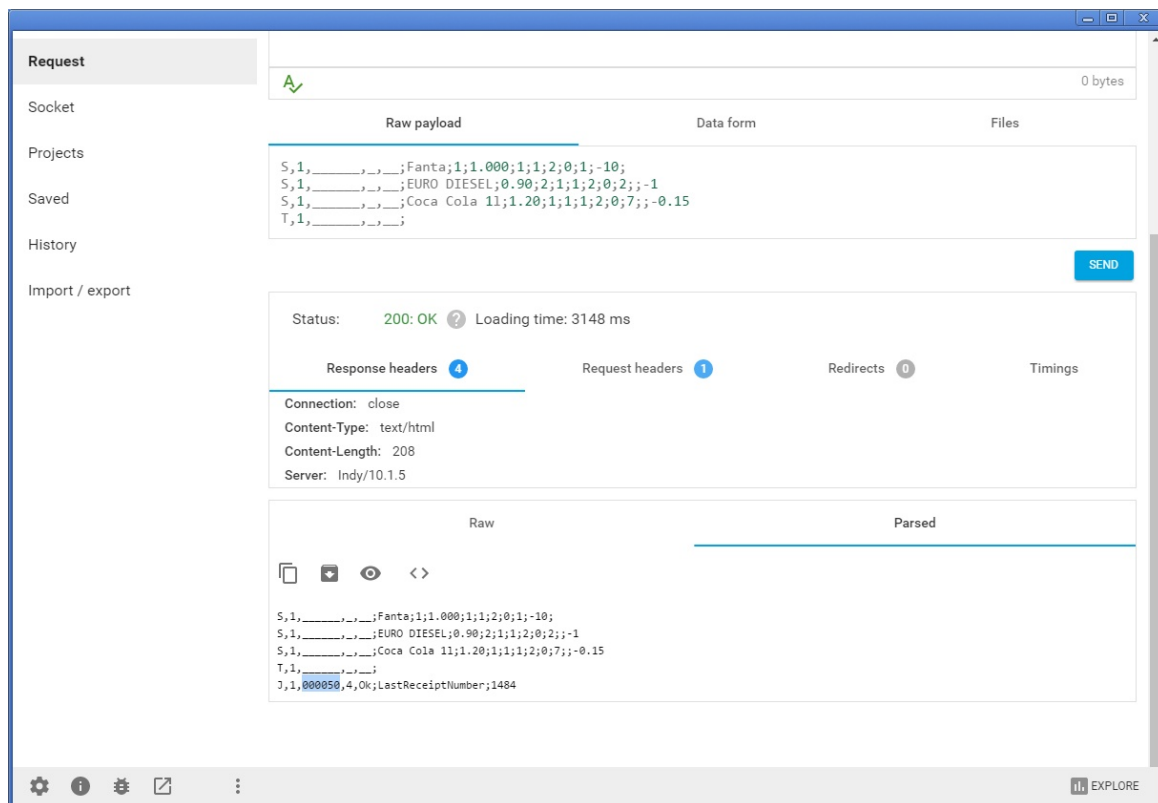 Request
Socket
Projects
Saved
History
Import / export
0 bytes
Raw payload Data form Files
S,1,______,_,__;Fanta;1;1.000;1;1;2;0;1;-10;
S,1,______,_,__;EURO DIESEL;0.90;2;1;1;2;0;2;;-1
S,1,______,_,__;Coca Cola 1l;1.20;1;1;1;2;0;7;;-0.15
T,1,______,_,__;
SEND
Status: 200: OK ? Loading time: 3148 ms
Response headers 4 Request headers 1 Redirects 0 Timings
Connection: close
Content-Type: text/html
Content-Length: 208
Server: Indy/10.1.5
Raw Parsed
S,1,______,_,__;Fanta;1;1.000;1;1;2;0;1;-10;
S,1,______,_,__;EURO DIESEL;0.90;2;1;1;2;0;2;;-1
S,1,______,_,__;Coca Cola 1l;1.20;1;1;1;2;0;7;;-0.15
T,1,______,_,__;
J,1,000050,4,Ok;LastReceiptNumber;1484
EXPLORE